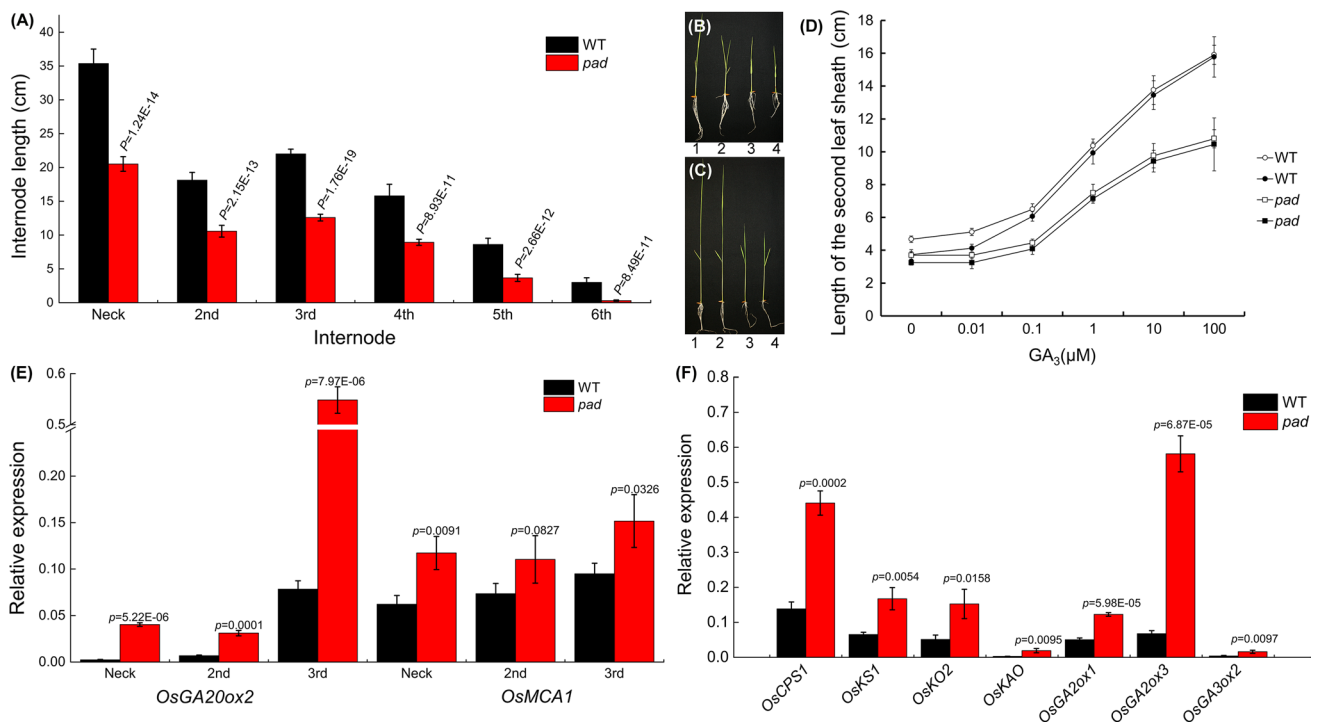 (A)
Internode length (cm)
40
35
30
25
20
15
10
5
0
WT
pad
P=1.24E-14
P=2.15E-13
P=1.76E-19
P=8.93E-11
P=2.66E-12
P=8.49E-11
Neck 2nd 3rd 4th 5th 6th
Internode
(B)
1 2 3 4
(C)
1 2 3 4
(D)
Length of the second leaf sheath (cm)
18
16
14
12
10
8
6
4
2
0
WT
WT
pad
pad
0 0.01 0.1 1 10 100
GA3(μM)
(E)
Relative expression
0.6
0.5
0.20
0.15
0.10
0.05
0.00
WT
pad
p=5.22E-06
p=0.0001
p=7.97E-06
p=0.0091
p=0.0827
p=0.0326
Neck 2nd 3rd Neck 2nd 3rd
OsGA20ox2 OsMCA1
(F)
Relative expression
0.8
0.7
0.6
0.5
0.4
0.3
0.2
0.1
0.0
WT
pad
p=0.0002
p=0.0054
p=0.0158
p=0.0095
p=5.98E-05
p=6.87E-05
p=0.0097
OsCPS1
OsKS1
OsKO2
OsKAO
OsGA2ox1
OsGA2ox3
OsGA3ox2